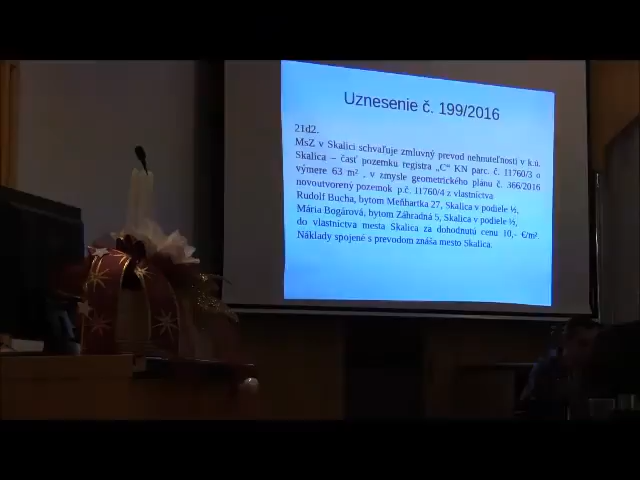 Uznesenie č. 199/2016
21d2.
MsZ v Skalici schvaľuje zmluvný prevod nehnuteľností v k.ú.
Skalica – časť pozemku registra „C“ KN parc. č. 11760/3 o
výmere 63 m² , v zmysle geometrického plánu č. 366/2016
novoutvorený pozemok p.č. 11760/4 z vlastníctva
Rudolf Bucha, bytom Meňhartka 27, Skalica v podiele ½,
Mária Bogárová, bytom Záhradná 5, Skalica v podiele ½,
do vlastníctva mesta Skalica za dohodnutú cenu 10,- €/m².
Náklady spojené s prevodom znáša mesto Skalica.